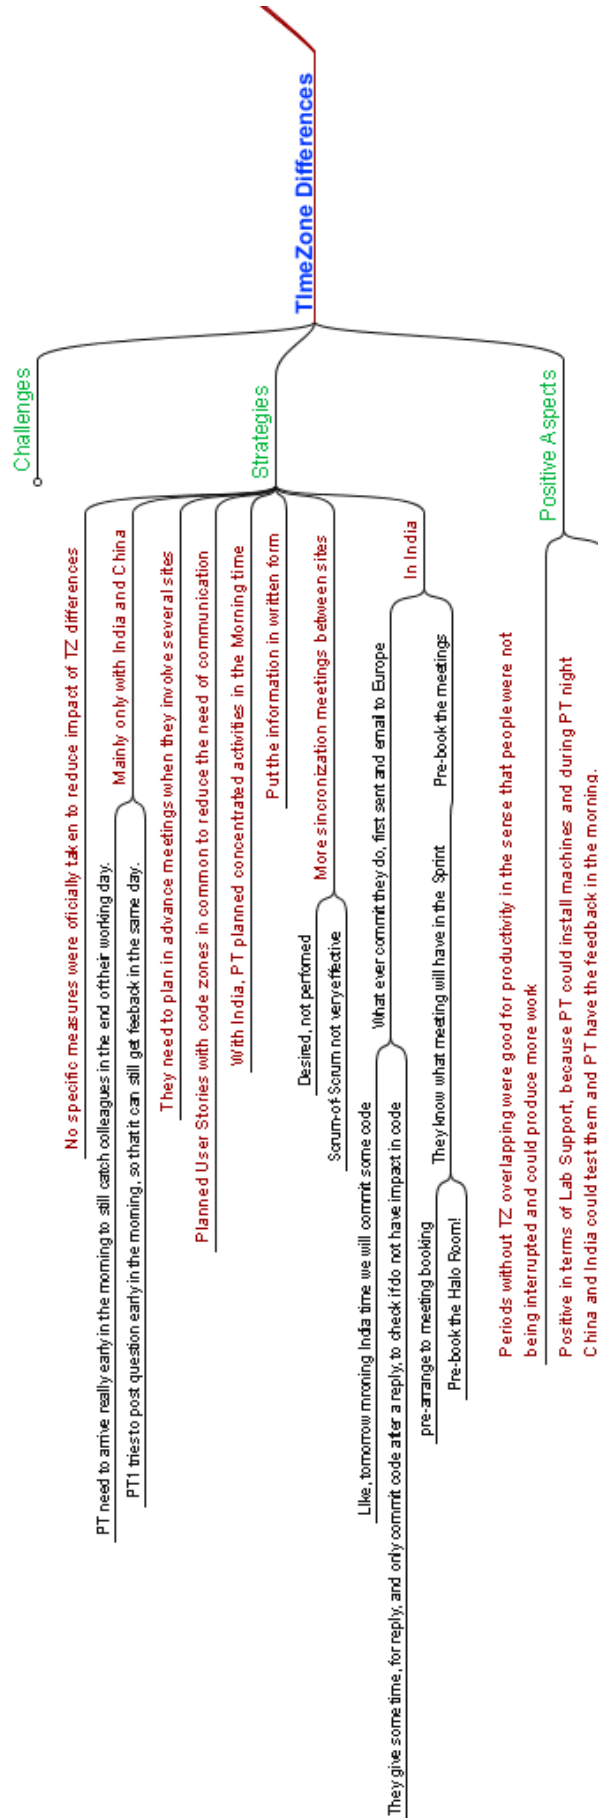 TImeZone Differences
Challenges
Strategies
No specific measures were oficially taken to reduce impact of TZ differences
Mainly only with India and China
PT need to arrive really early in the morning to still catch colleagues in the end of their working day.
PT1 tries to post question early in the morning, so that it can still get feeback in the same day.
They need to plan in advance meetings when they involve several sites
Planned User Stories with code zones in common to reduce the need of communication
With India, PT planned concentrated activities in the Morning time
Put the information in written form
More sincronization meetings between sites
Desired, not perfomed
Scrum-of-Scrum not very effective
In India
What ever commit they do, first sent and email to Europe
LIke, tomorrow mroning India time we will commit some code
They give some time, for reply, and only commit code ater a reply, to check if do not have impact in code
Pre-book the meetings
They know what meeting will have in the Sprint
pre-arrange to meeting booking
Pre-book the Halo Room!
Positive Aspects
Periods without TZ overlapping were good for productivity in the sense that people were not
being interrupted and could produce more work
Positive in terms of Lab Support, because PT could install machines and during PT night
China and India could test them and PT have the feedback in the morning.